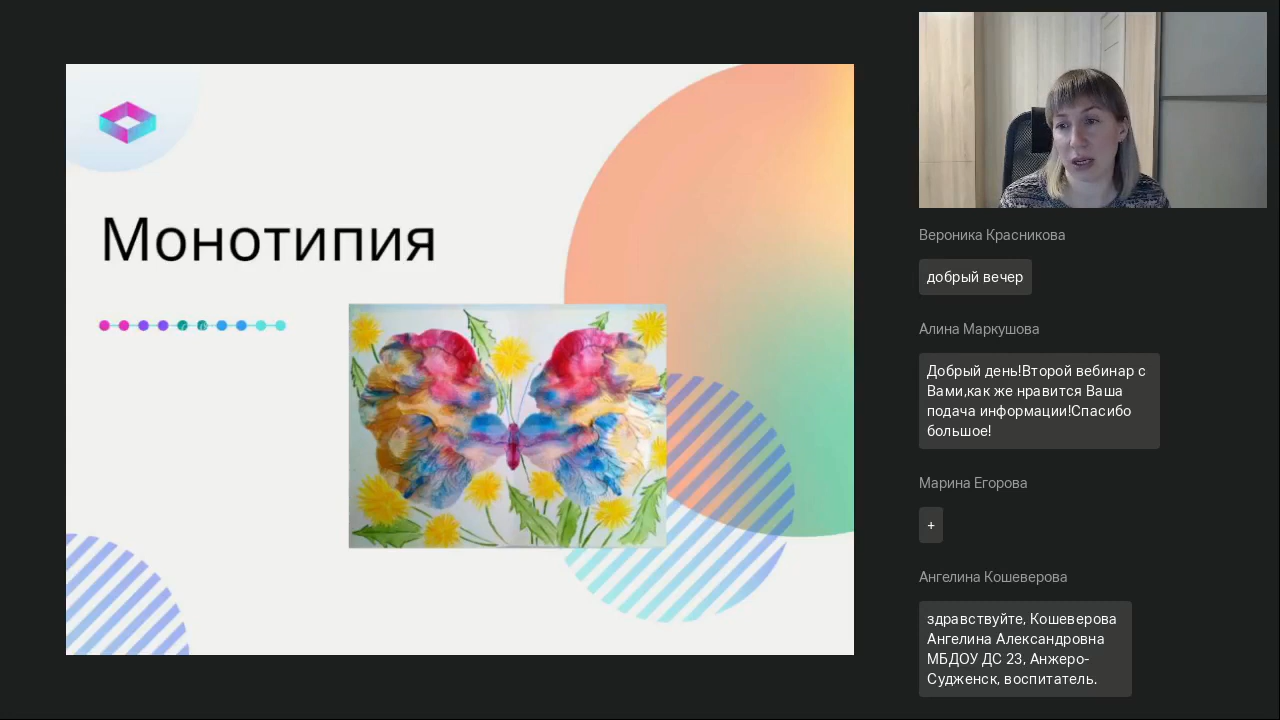 Монотипия
Вероника Красникова
добрый вечер
Алина Маркушова
Добрый день!Второй вебинар с
Вами,как же нравится Ваша
подача информации!Спасибо
большое!
Марина Егорова
+
Ангелина Кошеверова
здравствуйте, Кошеверова
Ангелина Александровна
МБДОУ ДС 23, Анжеро-
Судженск, воспитатель.